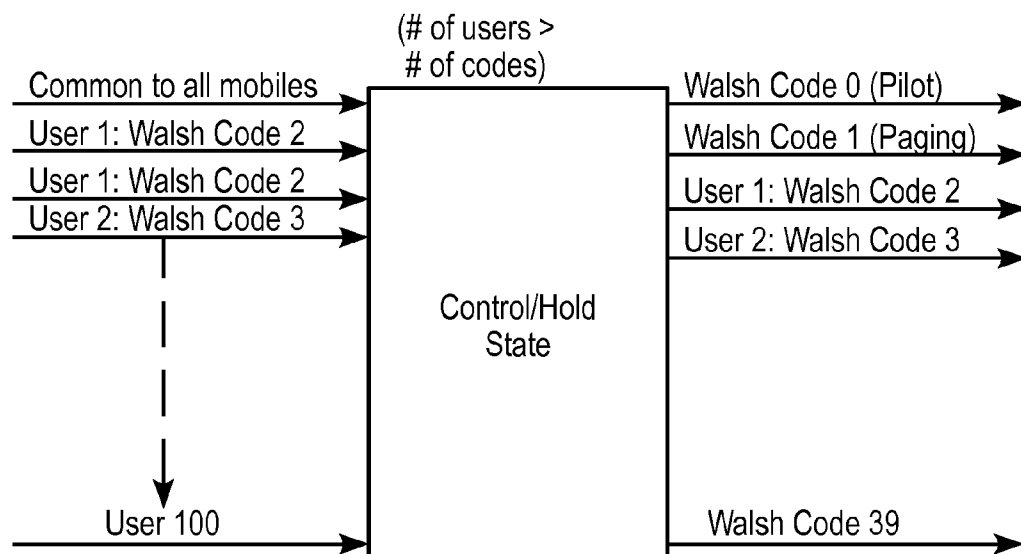 (# of users >
# of codes)
Common to all mobiles
User 1: Walsh Code 2
User 1: Walsh Code 2
User 2: Walsh Code 3
User 100
Control/Hold
State
Walsh Code 0 (Pilot)
Walsh Code 1 (Paging)
User 1: Walsh Code 2
User 2: Walsh Code 3
Walsh Code 39